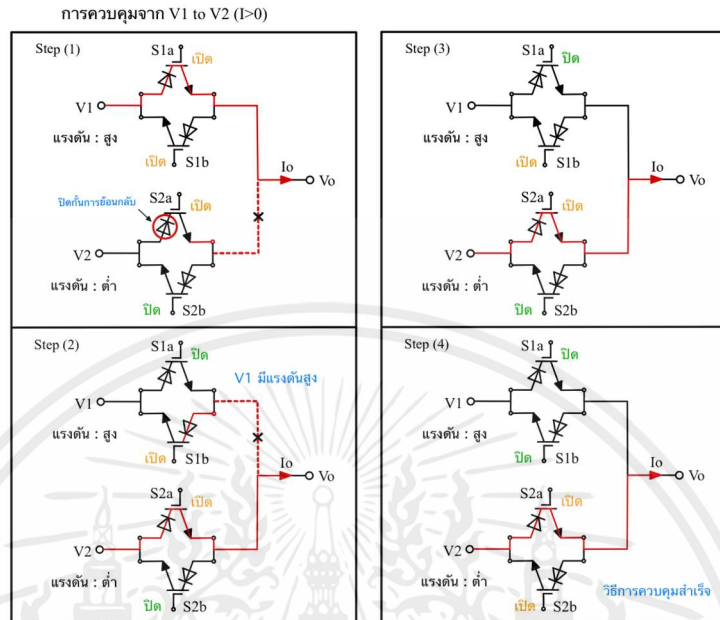 การควบคุมจาก V1 to V2 (I>0)
Step (1)
S1a
เปิด
V1
แรงดัน : สูง
เปิด
S1b
Io
Vo
S2a
เปิด
ปิดกั้นการย้อนกลับ
V2
แรงดัน : ต่ำ
ปิด
S2b
Step (3)
S1a
ปิด
V1
แรงดัน : สูง
เปิด
S1b
Io
Vo
S2a
เปิด
V2
แรงดัน : ต่ำ
ปิด
S2b
Step (2)
S1a
ปิด
V1 มีแรงดันสูง
V1
แรงดัน : สูง
เปิด
S1b
Io
Vo
S2a
เปิด
V2
แรงดัน : ต่ำ
ปิด
S2b
Step (4)
S1a
ปิด
V1
แรงดัน : สูง
ปิด
S1b
Io
Vo
S2a
เปิด
V2
แรงดัน : ต่ำ
วิธีการควบคุมสำเร็จ
เปิด
S2b